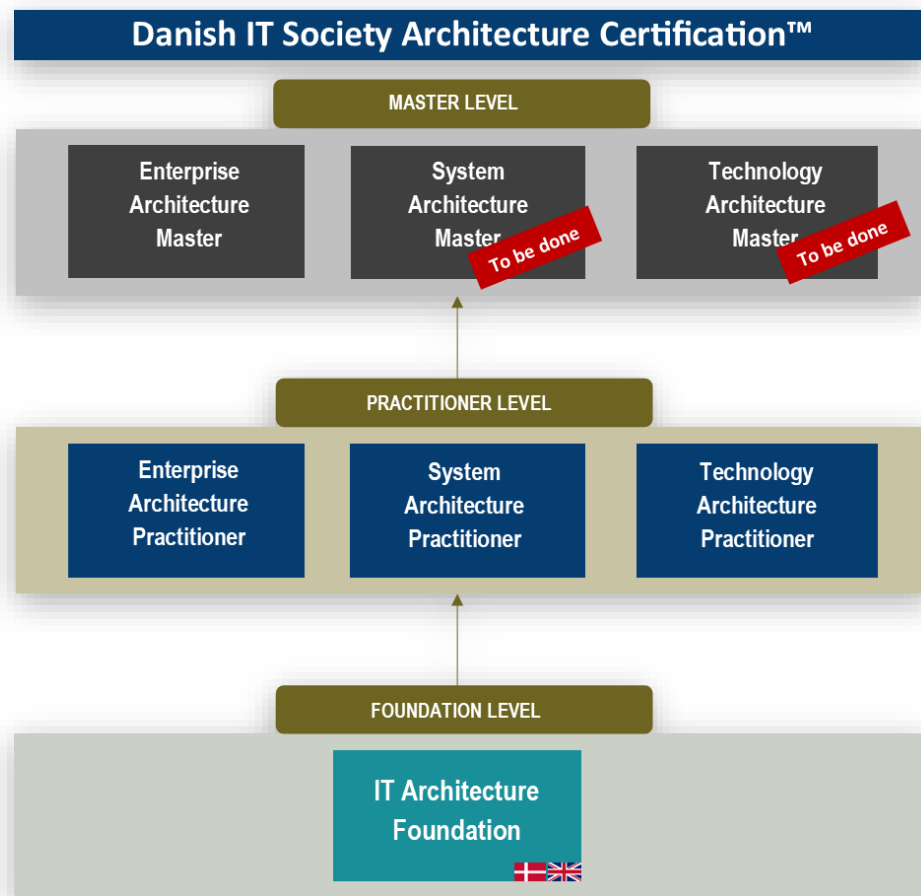 Danish IT Society Architecture Certification™
MASTER LEVEL
Enterprise
Architecture
Master
System
Architecture
Master
To be done
Technology
Architecture
Master
To be done
PRACTITIONER LEVEL
Enterprise
Architecture
Practitioner
System
Architecture
Practitioner
Technology
Architecture
Practitioner
FOUNDATION LEVEL
IT Architecture
Foundation